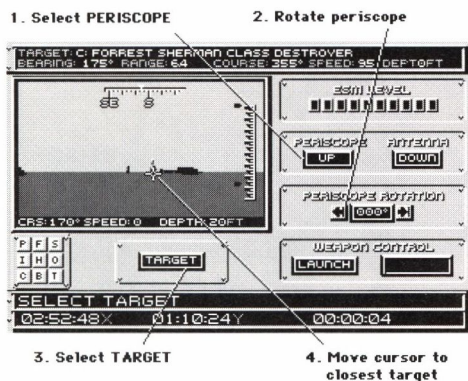 1. Select PERISCOPE
2. Rotate periscope
TARGET: C: FORREST SHERMAN CLASS
DESTROYER
BEARING: 175° RANGE: 64 COURSE: 355° SPEED: 95, DEPT0FT
SE S
ESM LEVEL
PERISCOPE ANTENNA
UP DOWN
PERISCOPE ROTATION
000°
CRS: 170° SPEED: 0 DEPTH: 20FT
P F S
I H O
C B T
TARGET
WEAPON CONTROL
LAUNCH
SELECT TARGET
02:52:48X 01:10:24Y 00:00:04
3. Select TARGET
4. Move cursor to
closest target